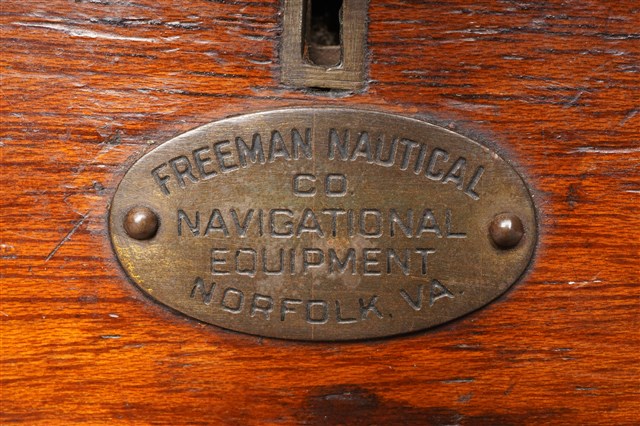 FREEMAN NAUTICAL
CO.
NAVIGATIONAL
EQUIPMENT
NORFOLK, VA.